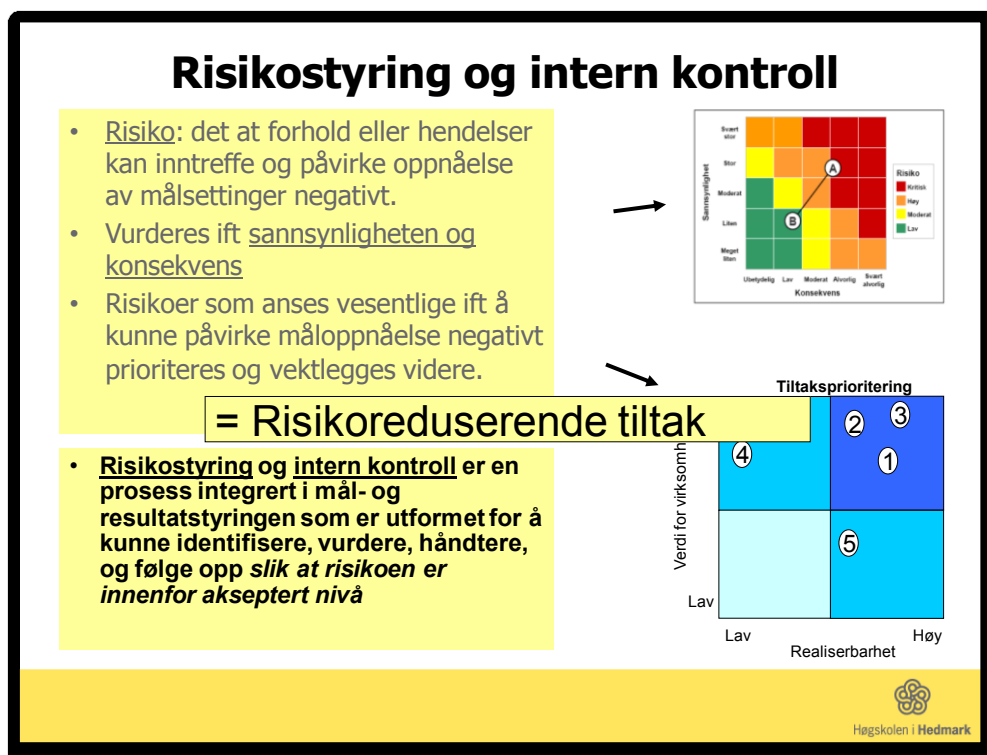 Risikostyring og intern kontroll
• Risiko: det at forhold eller hendelser
kan inntreffe og påvirke oppnåelse
av målsettinger negativt.
• Vurderes ift sannsynligheten og
konsekvens
• Risikoer som anses vesentlige ift å
kunne påvirke måloppnåelse negativt
prioriteres og vektlegges videre.
= Risikoreduserende tiltak
• Risikostyring og intern kontroll er en
prosess integrert i mål- og
resultatstyringen som er utformet for å
kunne identifisere, vurdere, håndtere,
og følge opp slik at risikoen er
innenfor akseptert nivå
Sannsynlighet
Svært
stor
Stor
Moderat
Liten
Meget
liten
A
B
Ubetydelig Lav Moderat Alvorlig Svært
alvorlig
Konsekvens
Risiko
Kritisk
Høy
Moderat
Lav
Tiltaksprioritering
Verdi for virksomh
2
3
4
1
5
Lav
Lav
Høy
Realiserbarhet
Høgskolen i Hedmark